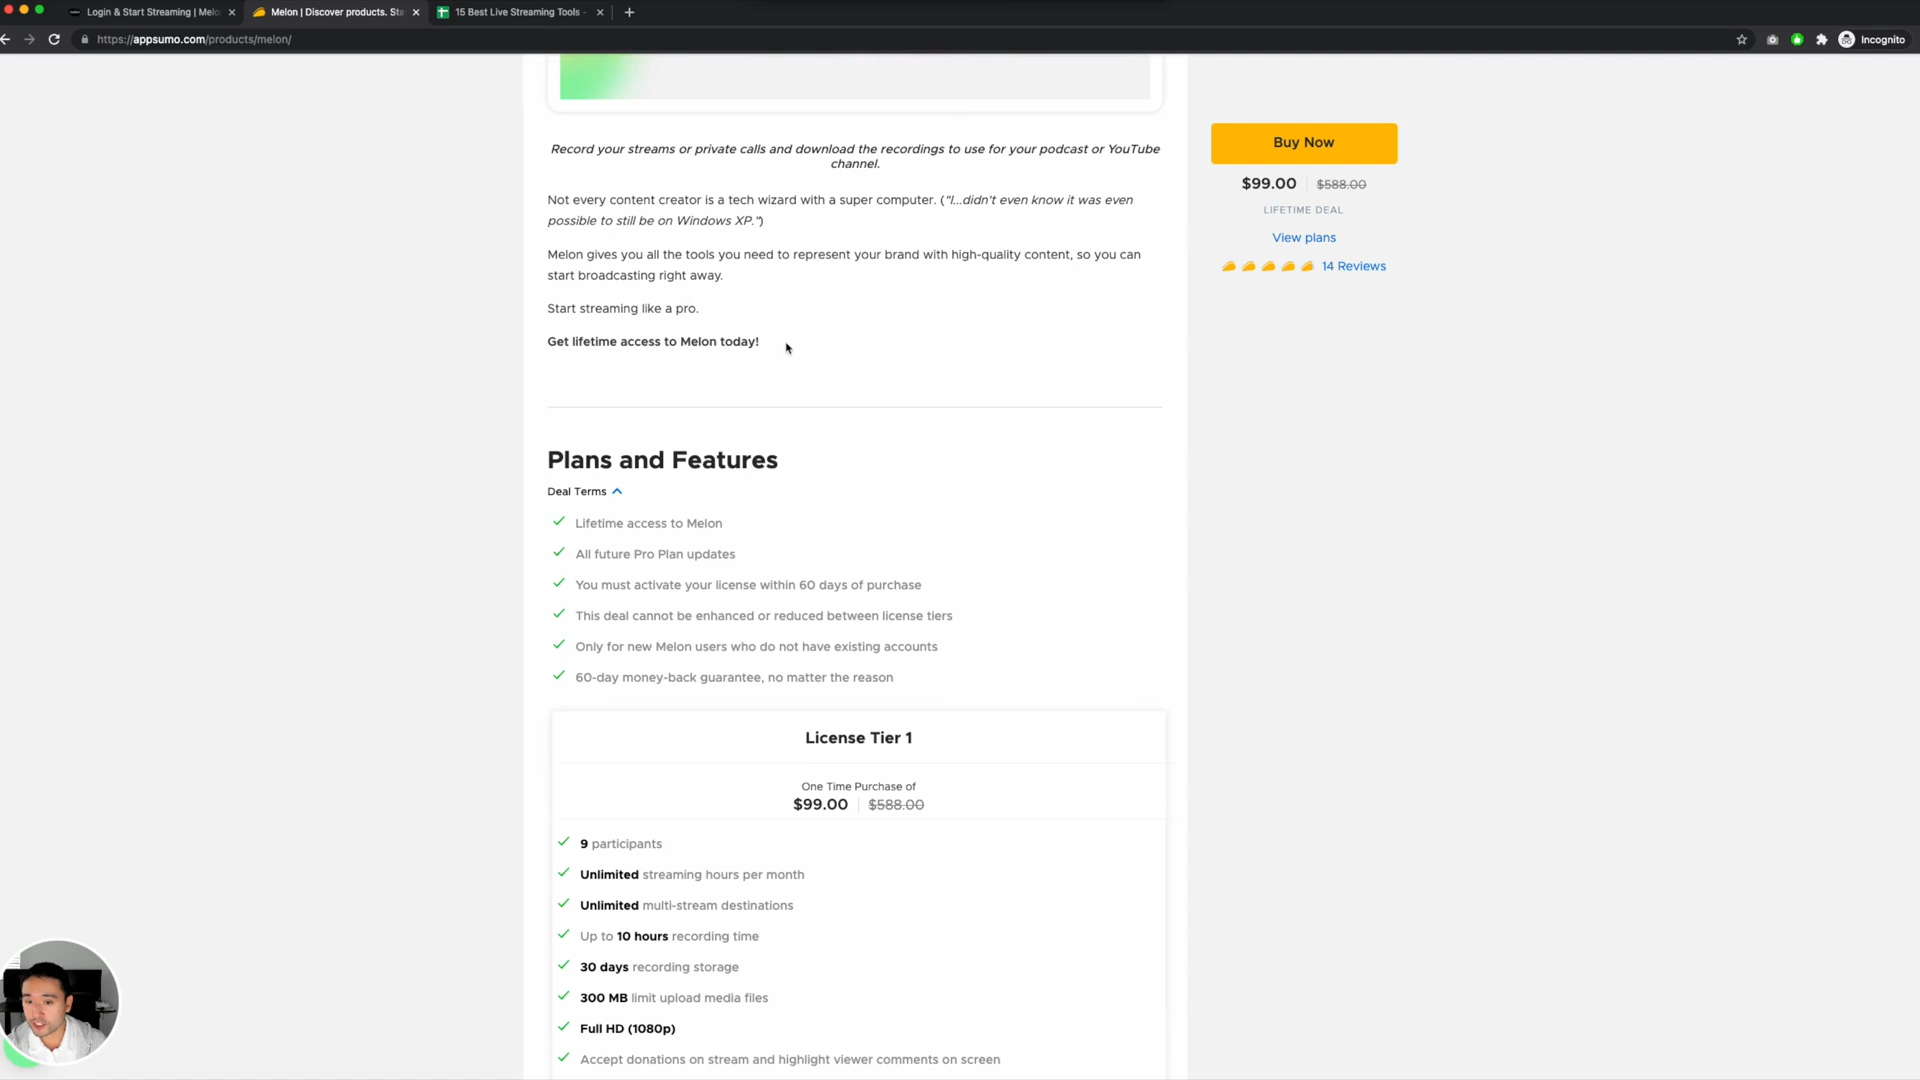 Login & Start Streaming | Melo
Melon | Discover products. Sta
15 Best Live Streaming Tools -
https://appsumo.com/products/melon/
Incognito
Record your streams or private calls and download the recordings to use for your podcast or YouTube
channel.
Not every content creator is a tech wizard with a super computer. ("I...didn't even know it was even
possible to still be on Windows XP.")
Melon gives you all the tools you need to represent your brand with high-quality content, so you can
start broadcasting right away.
Start streaming like a pro.
Get lifetime access to Melon today!
Buy Now
$99.00 $588.00
LIFETIME DEAL
View plans
14 Reviews
Plans and Features
Deal Terms
Lifetime access to Melon
All future Pro Plan updates
You must activate your license within 60 days of purchase
This deal cannot be enhanced or reduced between license tiers
Only for new Melon users who do not have existing accounts
60-day money-back guarantee, no matter the reason
License Tier 1
One Time Purchase of
$99.00 $588.00
9 participants
Unlimited streaming hours per month
Unlimited multi-stream destinations
Up to 10 hours recording time
30 days recording storage
300 MB limit upload media files
Full HD (1080p)
Accept donations on stream and highlight viewer comments on screen